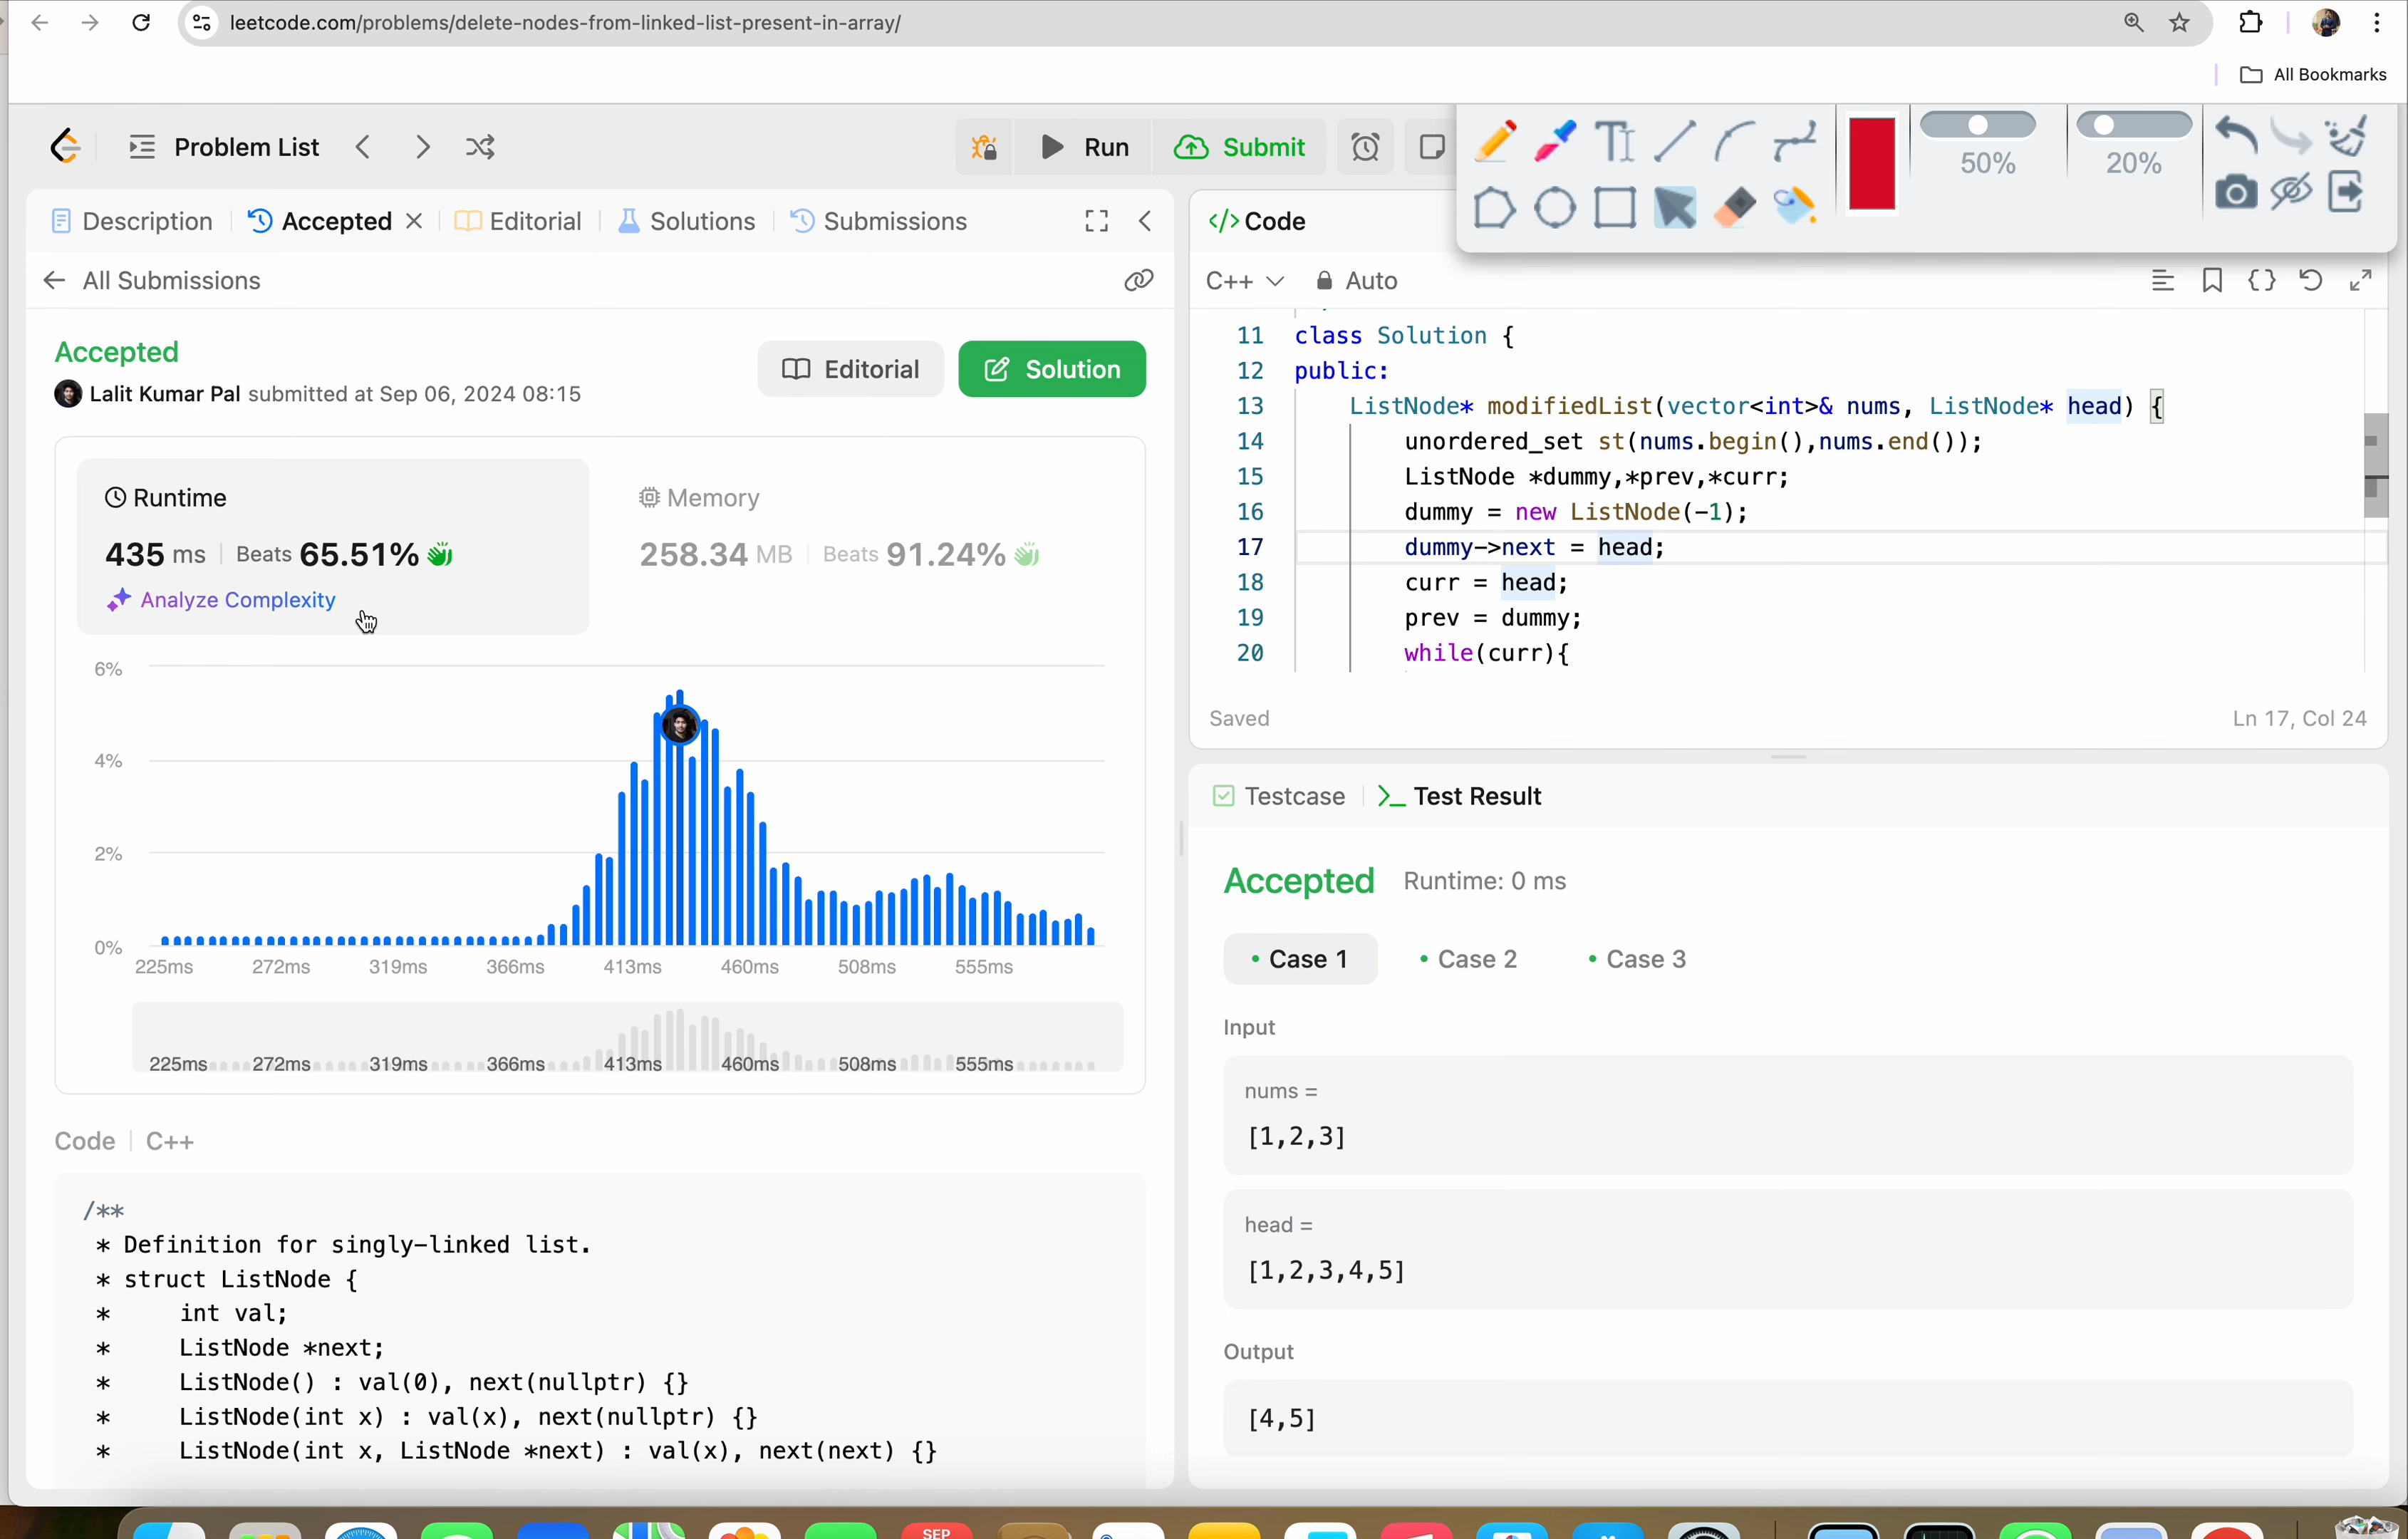 leetcode.com/problems/delete-nodes-from-linked-list-present-in-array/
All Bookmarks
Problem List
Run
Submit
50%
20%
Description
Accepted
Editorial
Solutions
Submissions
All Submissions
Accepted
Lalit Kumar Pal submitted at Sep 06, 2024 08:15
Editorial
Solution
Runtime
435 ms Beats 65.51%
Analyze Complexity
Memory
258.34 MB Beats 91.24%
6%
4%
2%
0%
225ms 272ms 319ms 366ms 413ms 460ms 508ms 555ms
225ms 272ms 319ms 366ms 413ms 460ms 508ms 555ms
Code C++
/**
* Definition for singly-linked list.
* struct ListNode {
* int val;
* ListNode *next;
* ListNode() : val(0), next(nullptr) {}
* ListNode(int x) : val(x), next(nullptr) {}
* ListNode(int x, ListNode *next) : val(x), next(next) {}
</> Code
C++ Auto
11 class Solution {
12 public:
13 ListNode* modifiedList(vector<int>& nums, ListNode* head) {
14 unordered_set st(nums.begin(),nums.end());
15 ListNode *dummy,*prev,*curr;
16 dummy = new ListNode(-1);
17 dummy->next = head;
18 curr = head;
19 prev = dummy;
20 while(curr){
Saved
Ln 17, Col 24
Testcase
Test Result
Accepted Runtime: 0 ms
Case 1 Case 2 Case 3
Input
nums =
[1,2,3]
head =
[1,2,3,4,5]
Output
[4,5]
SEP